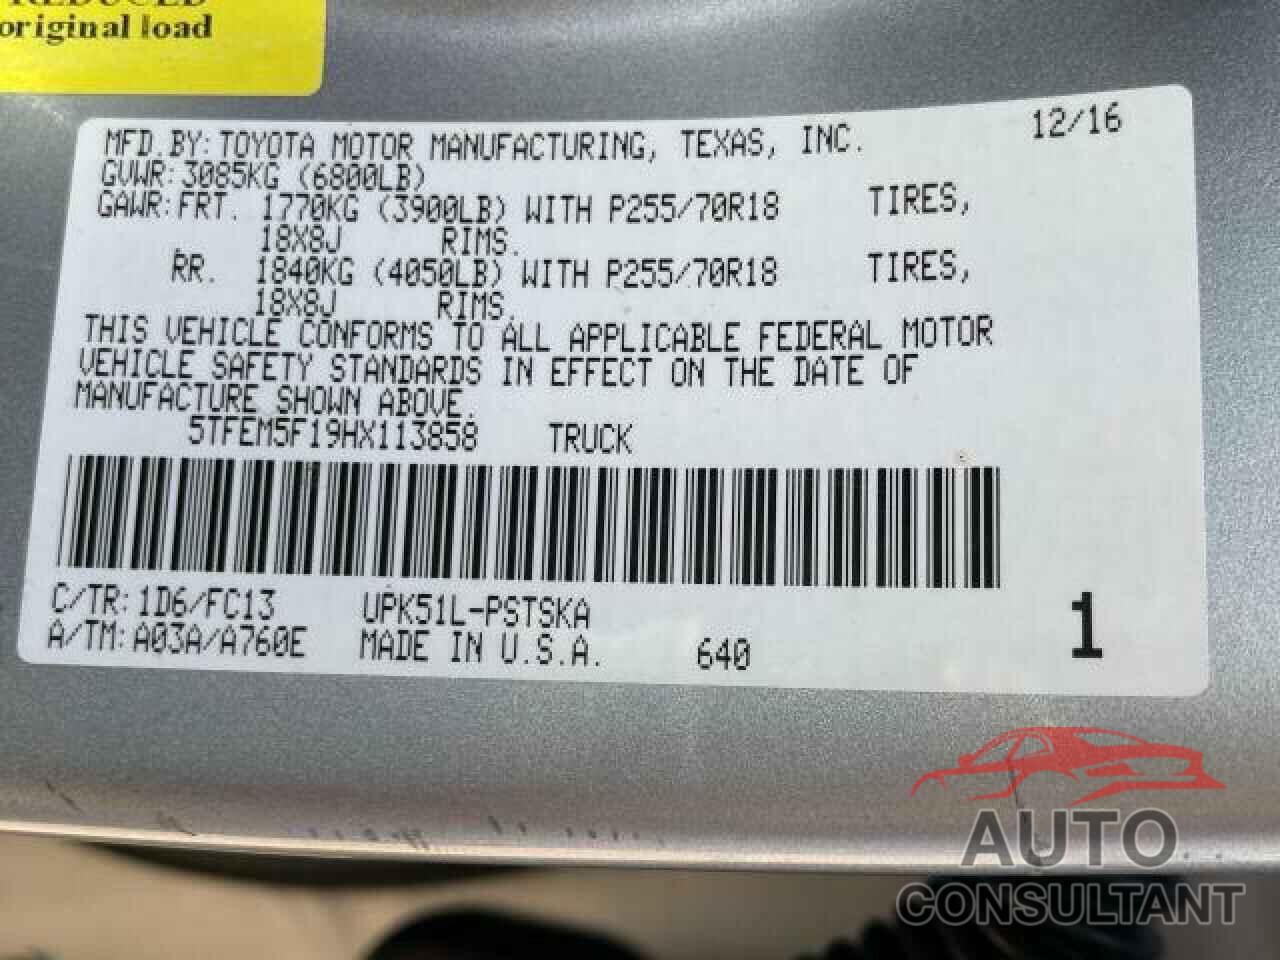 REDUCED
original load
12/16
MFD.BY: TOYOTA MOTOR MANUFACTURING, TEXAS, INC.
GVWR: 3085KG (6800LB)
GAWR: FRT. 1770KG (3900LB) WITH P255/70R18 TIRES,
18X8J RIMS.
RR. 1840KG (4050LB) WITH P255/70R18 TIRES,
18X8J RIMS.
THIS VEHICLE CONFORMS TO ALL APPLICABLE FEDERAL MOTOR
VEHICLE SAFETY STANDARDS IN EFFECT ON THE DATE OF
MANUFACTURE SHOWN ABOVE.
5TFEM5F19HX113858 TRUCK
C/TR: 1D6/FC13 UPK51L-PSTSKA
A/TM: A03A/A760E MADE IN U.S.A. 640
1
AUTO
CONSULTANT